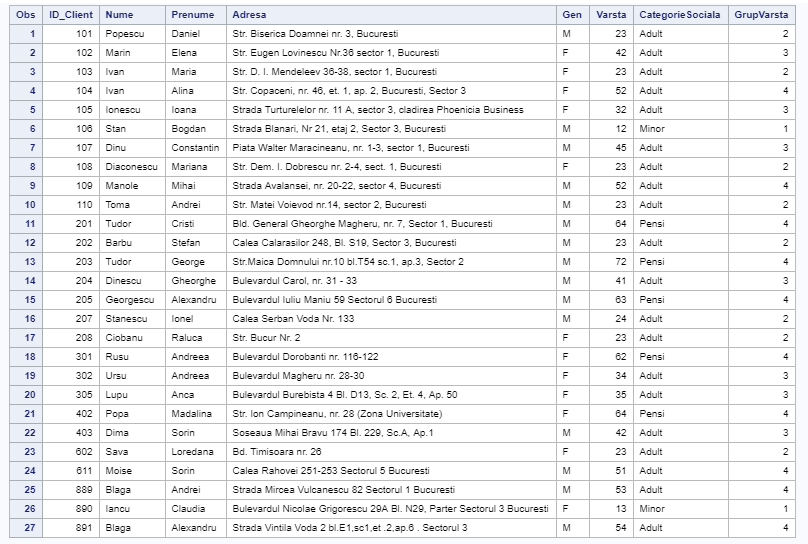 Obs ID_Client Nume Prenume Adresa Gen Varsta CategorieSociala GrupVarsta
1 101 Popescu Daniel Str. Biserica Doamnei nr. 3, Bucuresti M 23 Adult 2
2 102 Marin Elena Str. Eugen Lovinescu Nr.36 sector 1, Bucuresti F 42 Adult 3
3 103 Ivan Maria Str. D. I. Mendeleev 36-38, sector 1, Bucuresti F 23 Adult 2
4 104 Ivan Alina Str. Copaceni, nr. 46, et. 1, ap. 2, Bucuresti, Sector 3 F 52 Adult 4
5 105 Ionescu Ioana Strada Turturelelor nr. 11 A, sector 3, cladirea Phoenicia Business F 32 Adult 3
6 106 Stan Bogdan Strada Blanari, Nr 21, etaj 2, Sector 3, Bucuresti M 12 Minor 1
7 107 Dinu Constantin Piata Walter Maracineanu, nr. 1-3, sector 1, Bucuresti M 45 Adult 3
8 108 Diaconescu Mariana Str. Dem. I. Dobrescu nr. 2-4, sect. 1, Bucuresti F 23 Adult 2
9 109 Manole Mihai Strada Avalansei, nr. 20-22, sector 4, Bucuresti M 52 Adult 4
10 110 Toma Andrei Str. Matei Voievod nr.14, sector 2, Bucuresti M 23 Adult 2
11 201 Tudor Cristi Bld. General Gheorghe Magheru, nr. 7, Sector 1, Bucuresti M 64 Pensi 4
12 202 Barbu Stefan Calea Calarasilor 248, Bl. S19, Sector 3, Bucuresti M 23 Adult 2
13 203 Tudor George Str.Maica Domnului nr.10 bl.T54 sc.1, ap.3, Sector 2 M 72 Pensi 4
14 204 Dinescu Gheorghe Bulevardul Carol, nr. 31 - 33 M 41 Adult 3
15 205 Georgescu Alexandru Bulevardul Iuliu Maniu 59 Sectorul 6 Bucuresti M 63 Pensi 4
16 207 Stanescu Ionel Calea Serban Voda Nr. 133 M 24 Adult 2
17 208 Ciobanu Raluca Str. Bucur Nr. 2 F 23 Adult 2
18 301 Rusu Andreea Bulevardul Dorobanti nr. 116-122 F 62 Pensi 4
19 302 Ursu Andreea Bulevardul Magheru nr. 28-30 F 34 Adult 3
20 305 Lupu Anca Bulevardul Burebista 4 Bl. D13, Sc. 2, Et. 4, Ap. 50 F 35 Adult 3
21 402 Popa Madalina Str. Ion Campineanu, nr. 28 (Zona Universitate) F 64 Pensi 4
22 403 Dima Sorin Soseaua Mihai Bravu 174 Bl. 229, Sc.A, Ap.1 M 42 Adult 3
23 602 Sava Loredana Bd. Timisoara nr. 26 F 23 Adult 2
24 611 Moise Sorin Calea Rahovei 251-253 Sectorul 5 Bucuresti M 51 Adult 4
25 889 Blaga Andrei Strada Mircea Vulcanescu 82 Sectorul 1 Bucuresti M 53 Adult 4
26 890 Iancu Claudia Bulevardul Nicolae Grigorescu 29A Bl. N29, Parter Sectorul 3 Bucuresti F 13 Minor 1
27 891 Blaga Alexandru Strada Vintila Voda 2 bl.E1,sc1,et .2,ap.6 . Sectorul 3 M 54 Adult 4